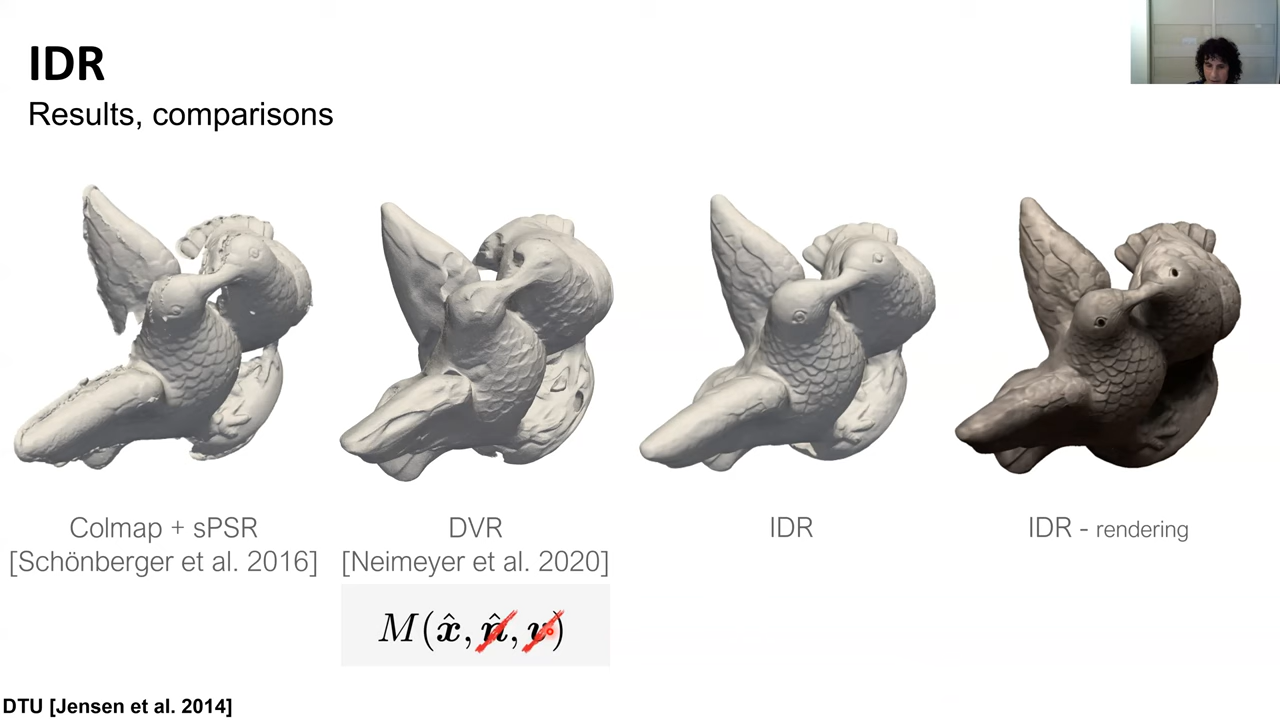 IDR
Results, comparisons
Colmap + sPSR
[Schönberger et al. 2016]
DVR
[Neimeyer et al. 2020]
M(x̂, n̂, v)
IDR
IDR - rendering
DTU [Jensen et al. 2014]